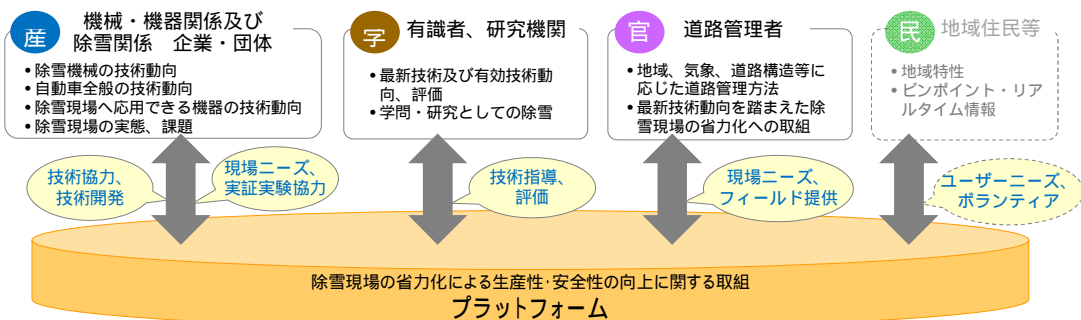 産
機械・機器関係及び
除雪関係 企業・団体
• 除雪機械の技術動向
• 自動車全般の技術動向
• 除雪現場へ応用できる機器の技術動向
• 除雪現場の実態、課題
字
有識者、研究機関
• 最新技術及び有効技術動
向、評価
• 学問・研究としての除雪
官
道路管理者
• 地域、気象、道路構造等に
応じた道路管理方法
• 最新技術動向を踏まえた除
雪現場の省力化への取組
民
地域住民等
• 地域特性
• ピンポイント・リア
ルタイム情報
技術協力、
技術開発
現場ニーズ、
実証実験協力
技術指導、
評価
現場ニーズ、
フィールド提供
ユーザーニーズ、
ボランティア
除雪現場の省力化による生産性・安全性の向上に関する取組
プラットフォーム